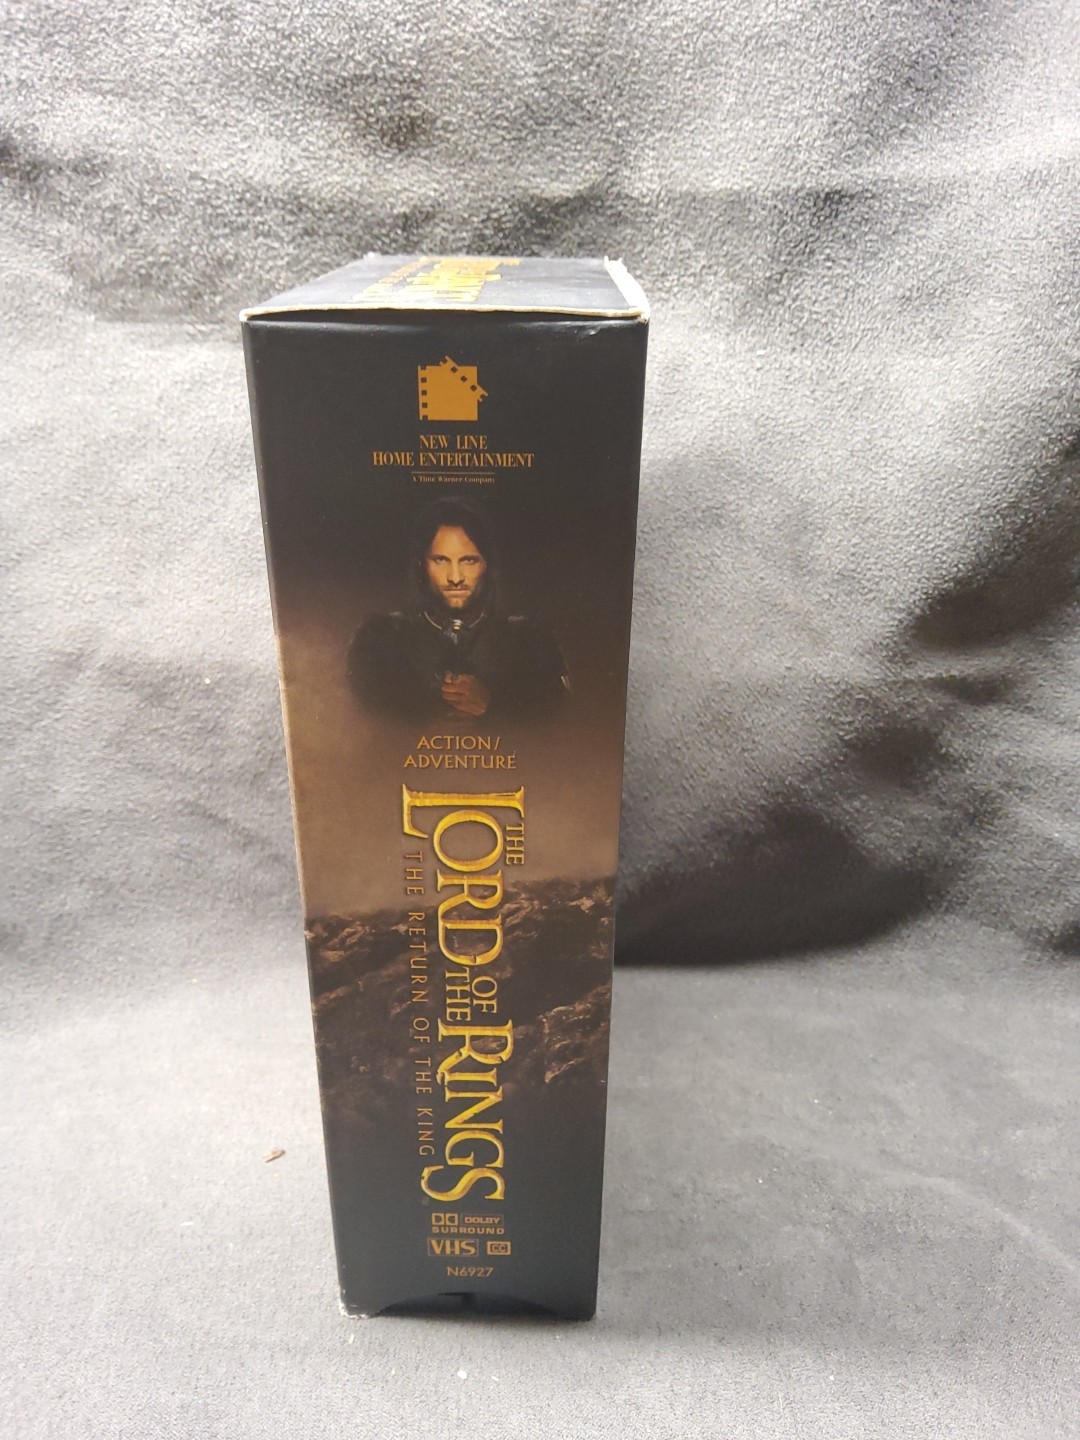 NEW LINE
HOME ENTERTAINMENT
A Time Warner Company
ACTION/
ADVENTURE
THE
LORD OF THE RINGS
THE RETURN OF THE KING
DOLBY
SURROUND
VHS CC
N6927